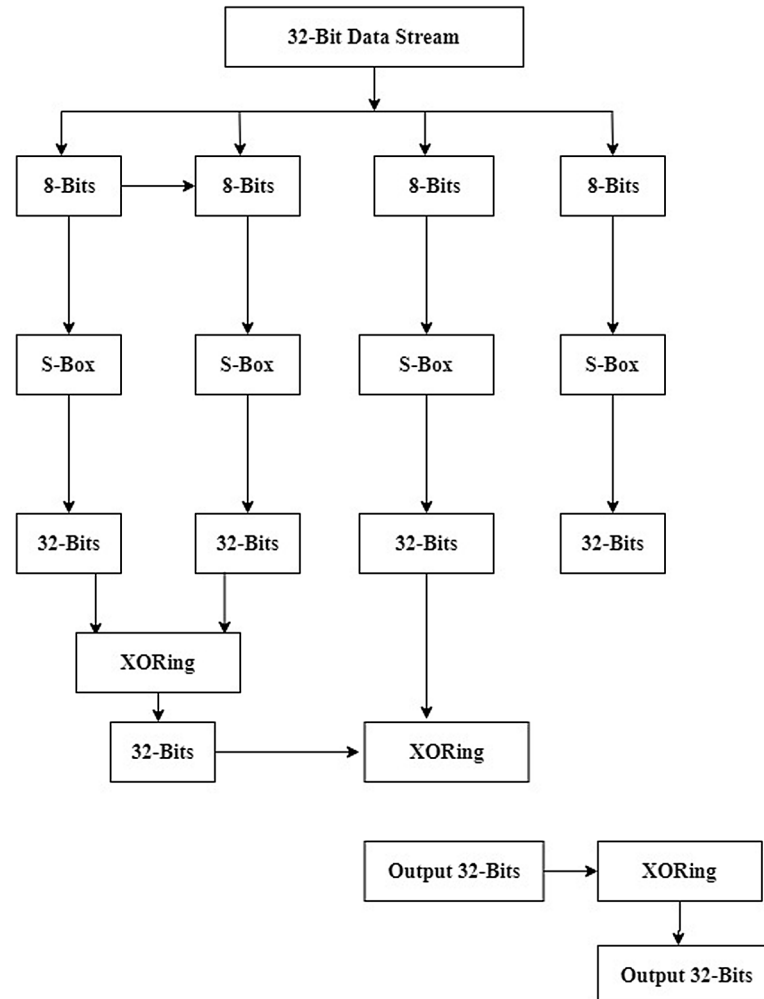 32-Bit Data Stream
8-Bits
8-Bits
8-Bits
8-Bits
S-Box
S-Box
S-Box
S-Box
32-Bits
32-Bits
32-Bits
32-Bits
XORing
32-Bits
XORing
Output 32-Bits
XORing
Output 32-Bits